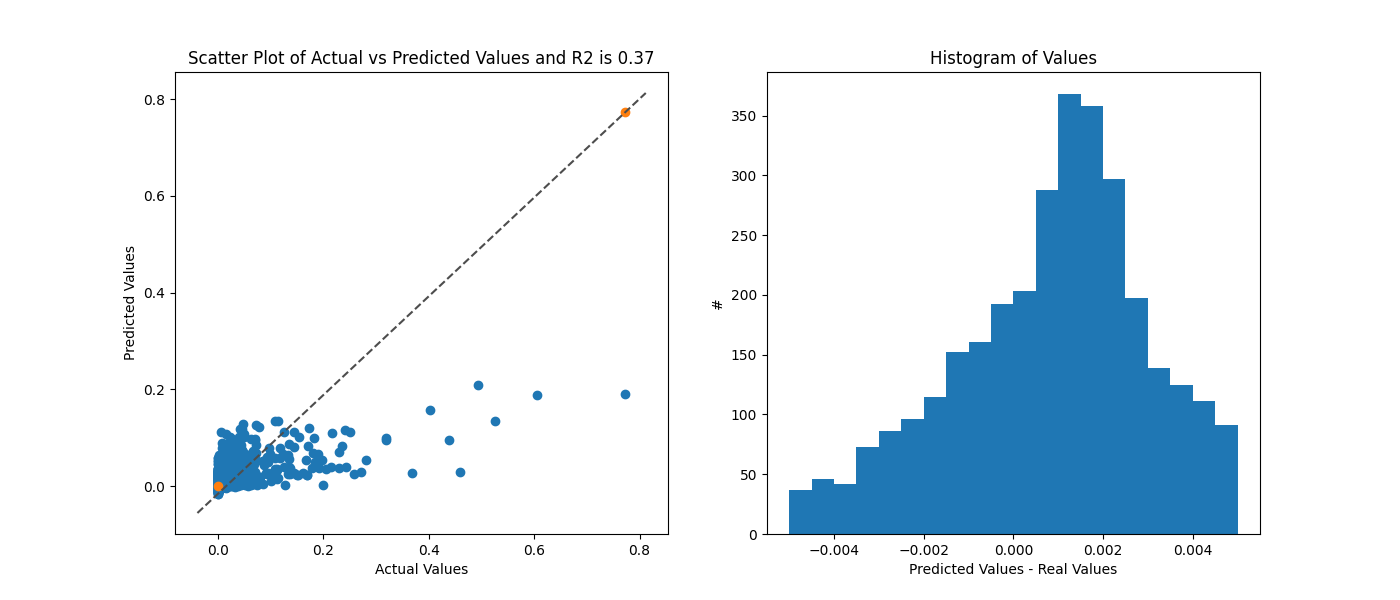 Scatter Plot of Actual vs Predicted Values and R2 is 0.37
0.8
0.6
0.4
0.2
0.0
Predicted Values
0.0 0.2 0.4 0.6 0.8
Actual Values
Histogram of Values
350
300
250
200
150
100
50
0
#
−0.004 −0.002 0.000 0.002 0.004
Predicted Values - Real Values